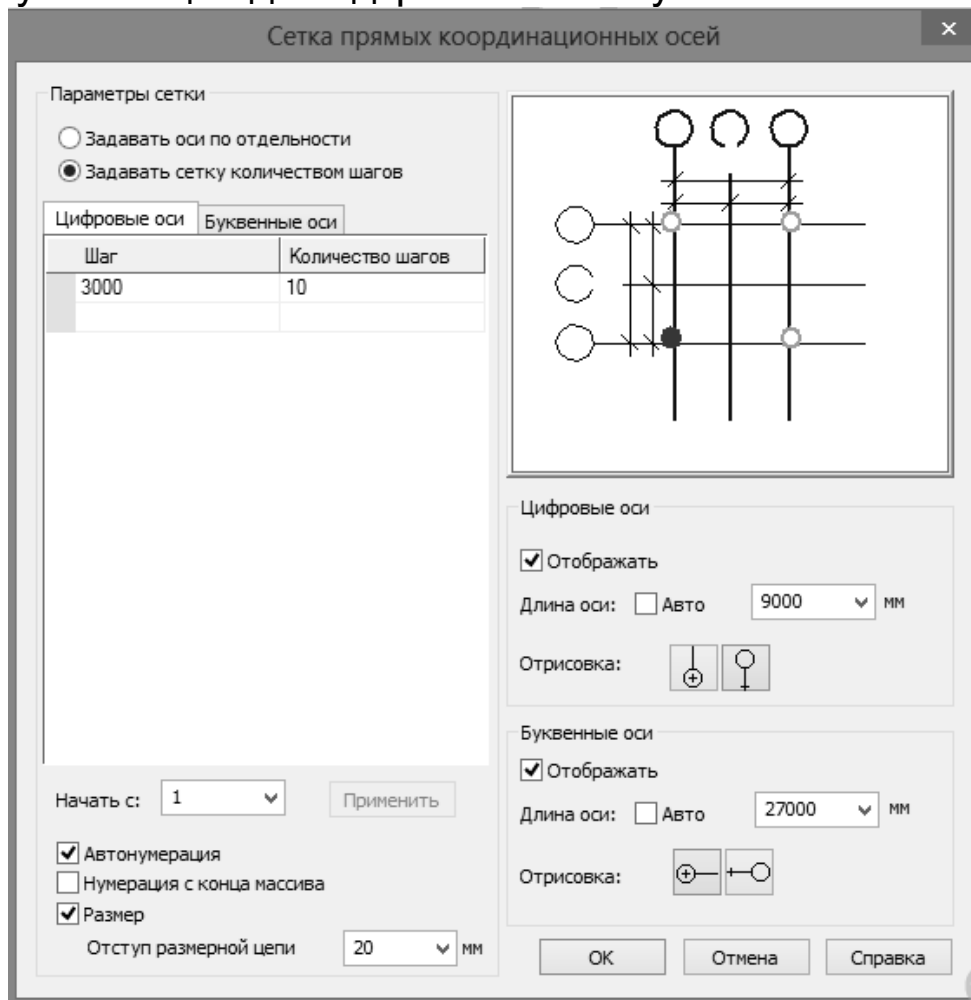 Сетка прямых координационных осей
Параметры сетки
Задавать оси по отдельности
Задавать сетку количеством шагов
Цифровые оси
Буквенные оси
Шаг
Количество шагов
3000
10
Начать с:
1
Применить
Автонумерация
Нумерация с конца массива
Размер
Отступ размерной цепи
20
мм
Цифровые оси
Отображать
Длина оси:
Авто
9000
мм
Отрисовка:
Буквенные оси
Отображать
Длина оси:
Авто
27000
мм
Отрисовка:
ОК
Отмена
Справка